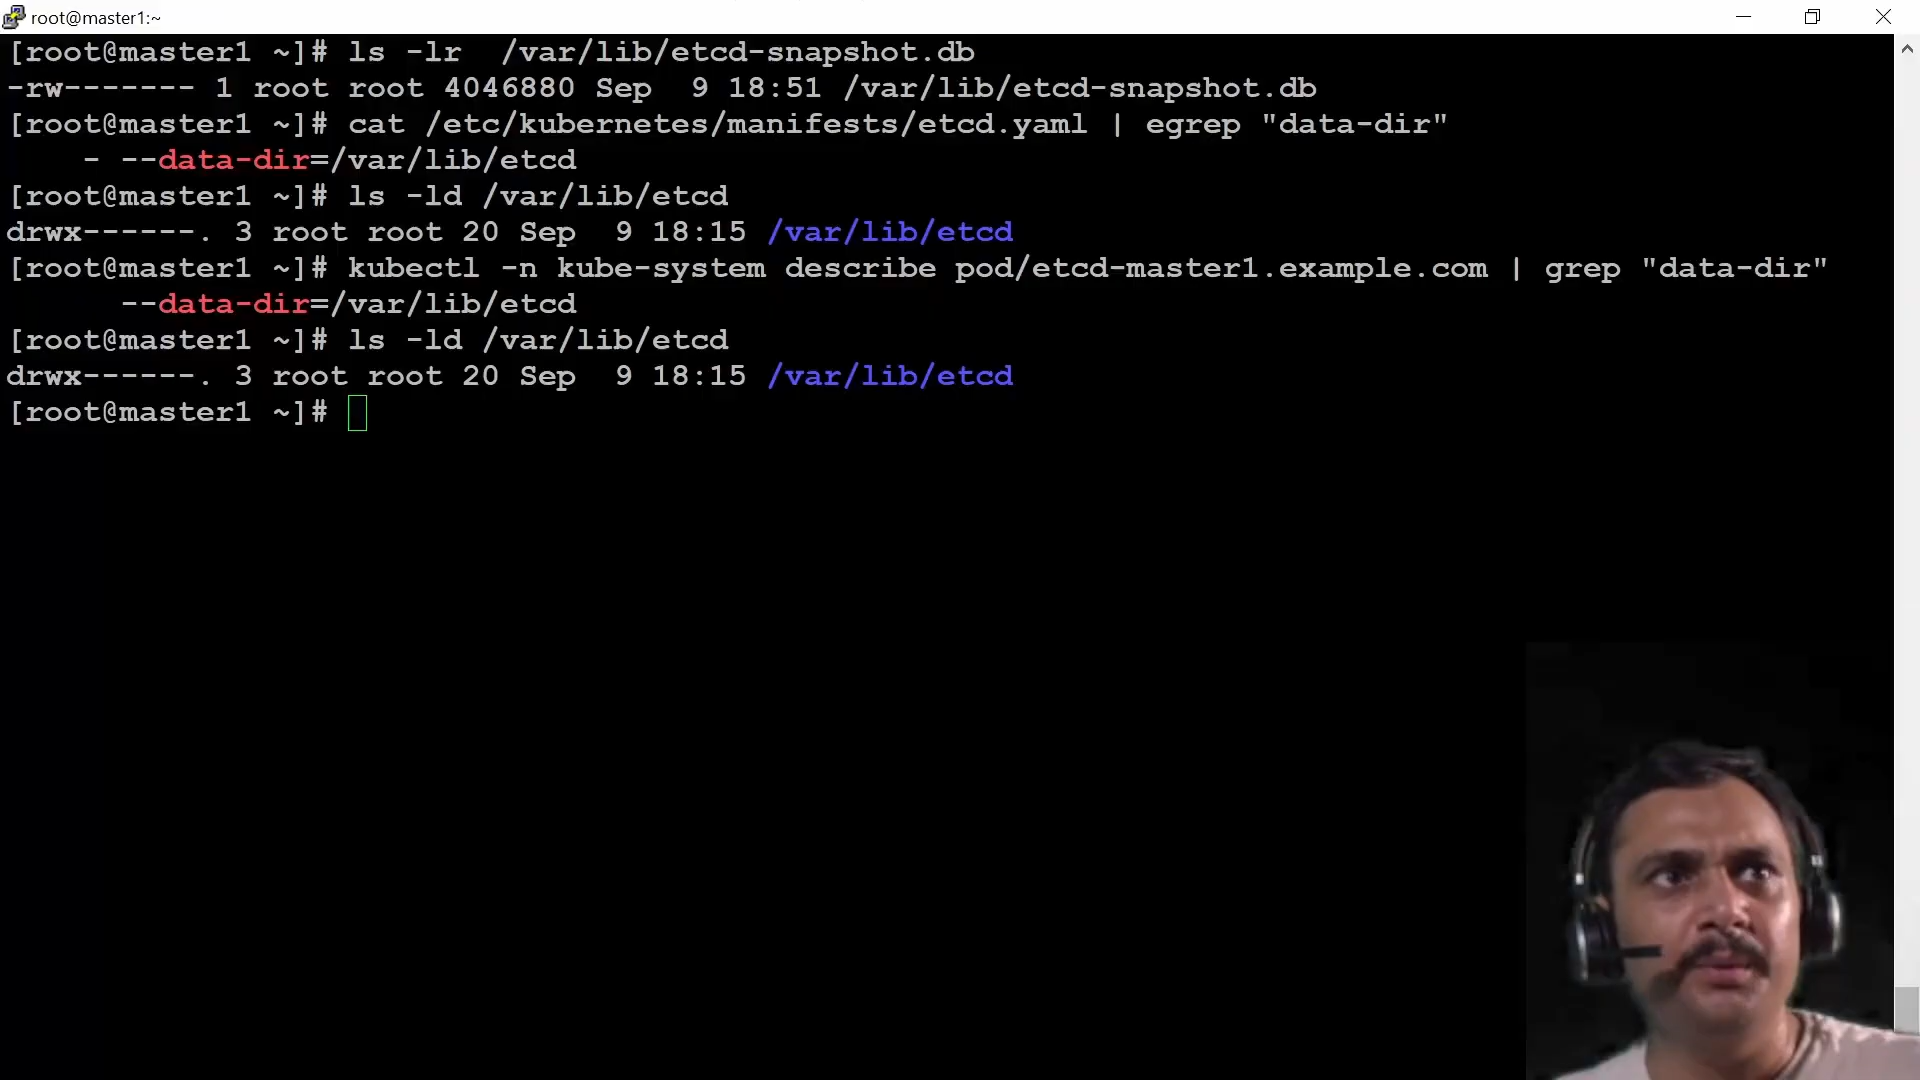 root@master1:~
[root@master1 ~]# ls -lr  /var/lib/etcd-snapshot.db
-rw------- 1 root root 4046880 Sep  9 18:51 /var/lib/etcd-snapshot.db
[root@master1 ~]# cat /etc/kubernetes/manifests/etcd.yaml | egrep "data-dir"
    - --data-dir=/var/lib/etcd
[root@master1 ~]# ls -ld /var/lib/etcd
drwx------. 3 root root 20 Sep  9 18:15 /var/lib/etcd
[root@master1 ~]# kubectl -n kube-system describe pod/etcd-master1.example.com | grep "data-dir"
      --data-dir=/var/lib/etcd
[root@master1 ~]# ls -ld /var/lib/etcd
drwx------. 3 root root 20 Sep  9 18:15 /var/lib/etcd
[root@master1 ~]#